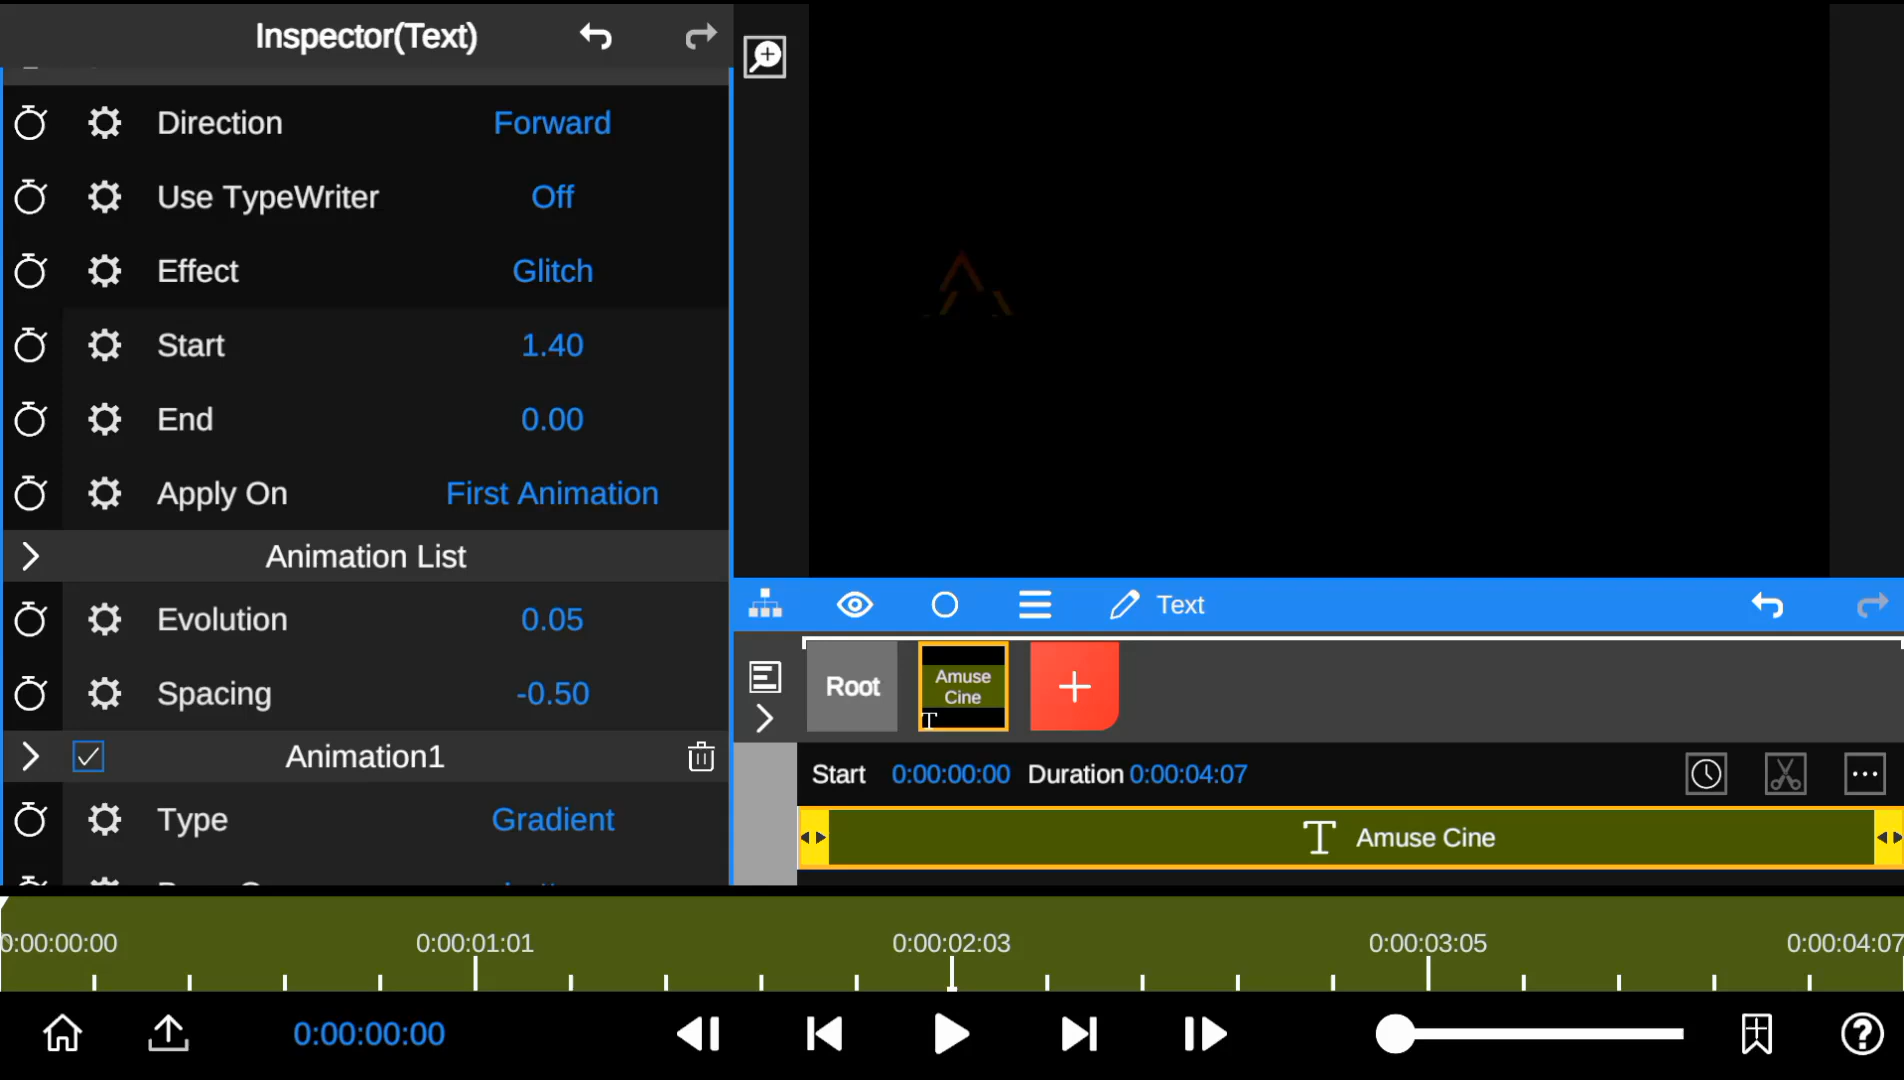 Inspector(Text)
Direction Forward
Use TypeWriter Off
Effect Glitch
Start 1.40
End 0.00
Apply On First Animation
Animation List
Evolution 0.05
Spacing -0.50
Animation1
Type Gradient
Text
Root
Amuse
Cine
T
Start 0:00:00:00 Duration 0:00:04:07
T Amuse Cine
0:00:00:00 0:00:01:01 0:00:02:03 0:00:03:05 0:00:04:07
0:00:00:00